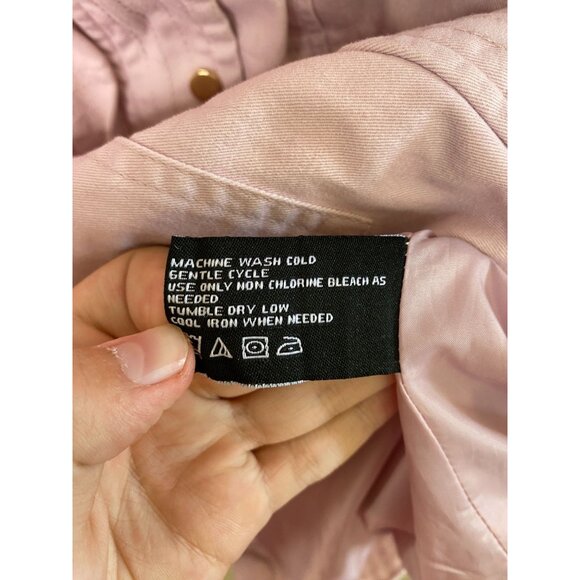 MACHINE WASH COLD
GENTLE CYCLE
USE ONLY NON CHLORINE BLEACH AS
NEEDED
TUMBLE DRY LOW
COOL IRON WHEN NEEDED